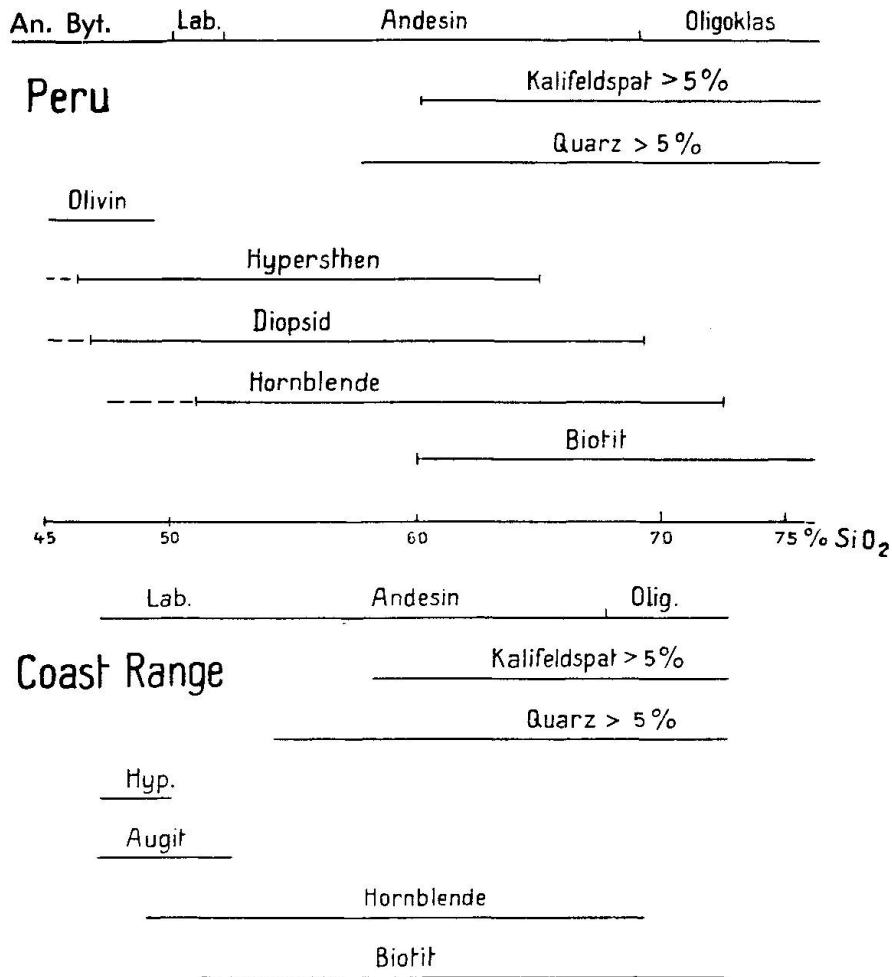 An. Byt. Lab. Andesin Oligoklas
Kalifeldspat > 5%
Peru
Quarz > 5%
Olivin
Hypersthen
Diopsid
Hornblende
Biotit
45 50 60 70 75% SiO₂
Lab. Andesin Olig.
Kalifeldspat > 5%
Coast Range
Quarz > 5%
Hyp.
Augit
Hornblende
Biotit